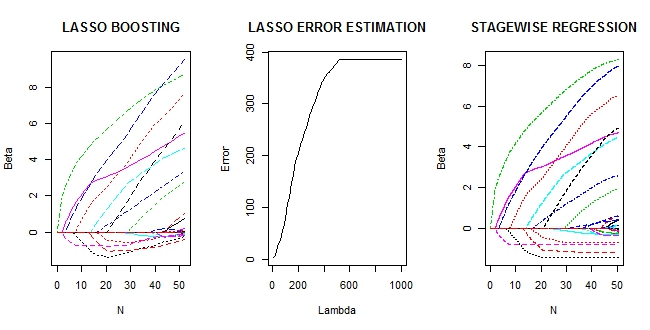 LASSO BOOSTING
LASSO ERROR ESTIMATION
STAGEWISE REGRESSION
Beta
8
6
4
2
0
0 10 20 30 40 50
N
Error
400
300
200
100
0
0 200 600 1000
Lambda
Beta
8
6
4
2
0
0 10 20 30 40 50
N